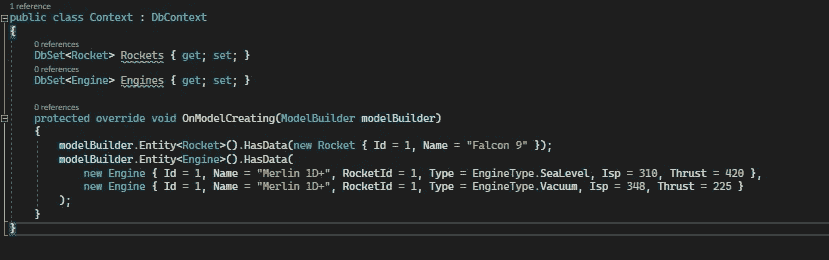 1 reference
public class Context : DbContext
{
0 references
DbSet<Rocket> Rockets { get; set; }
0 references
DbSet<Engine> Engines { get; set; }
0 references
protected override void OnModelCreating(ModelBuilder modelBuilder)
{
modelBuilder.Entity<Rocket>().HasData(new Rocket { Id = 1, Name = "Falcon 9" });
modelBuilder.Entity<Engine>().HasData(
new Engine { Id = 1, Name = "Merlin 1D+", RocketId = 1, Type = EngineType.SeaLevel, Isp = 310, Thrust = 420 },
new Engine { Id = 1, Name = "Merlin 1D+", RocketId = 1, Type = EngineType.Vacuum, Isp = 348, Thrust = 225 }
);
}
}